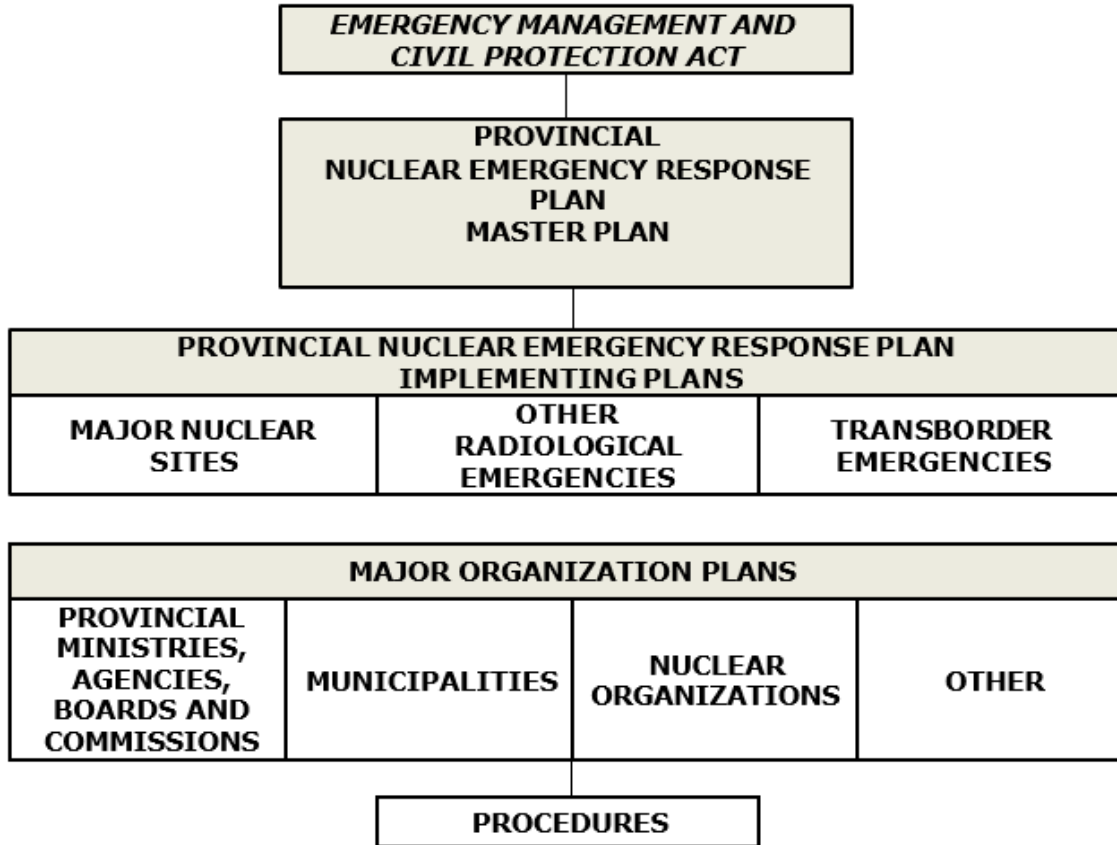 EMERGENCY MANAGEMENT AND
CIVIL PROTECTION ACT
PROVINCIAL
NUCLEAR EMERGENCY RESPONSE
PLAN
MASTER PLAN
PROVINCIAL NUCLEAR EMERGENCY RESPONSE PLAN
IMPLEMENTING PLANS
MAJOR NUCLEAR
SITES
OTHER
RADIOLOGICAL
EMERGENCIES
TRANSBORDER
EMERGENCIES
MAJOR ORGANIZATION PLANS
PROVINCIAL
MINISTRIES,
AGENCIES,
BOARDS AND
COMMISSIONS
MUNICIPALITIES
NUCLEAR
ORGANIZATIONS
OTHER
PROCEDURES